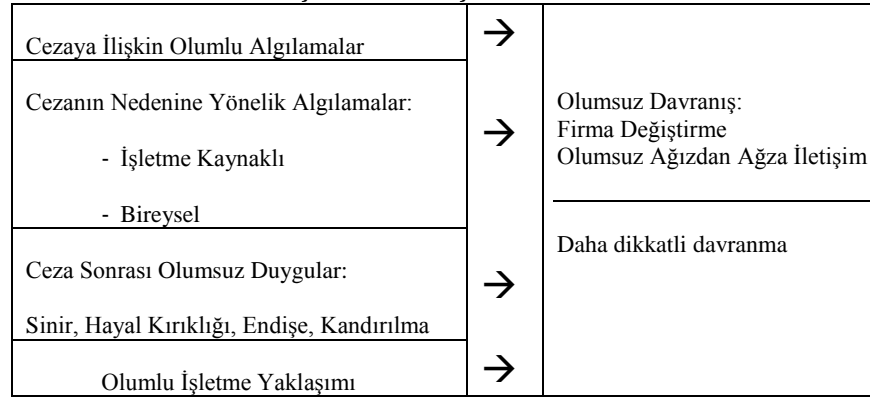 Cezaya İlişkin Olumlu Algılamalar
→
Cezanın Nedenine Yönelik Algılamalar:
- İşletme Kaynaklı
- Bireysel
→
Ceza Sonrası Olumsuz Duygular:
Sinir, Hayal Kırıklığı, Endişe, Kandırılma
→
Olumlu İşletme Yaklaşımı
→
Olumsuz Davranış:
Firma Değiştirme
Olumsuz Ağızdan Ağza İletişim
Daha dikkatli davranma